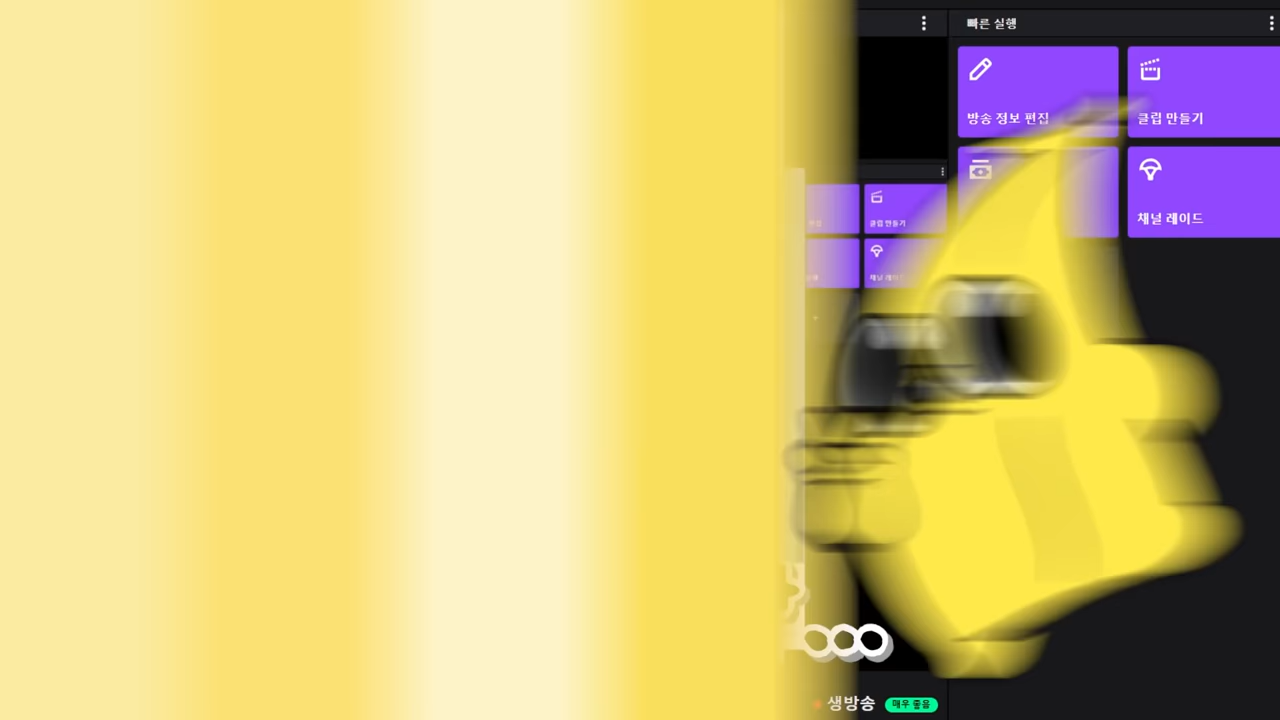 빠른 실행
방송 정보 편집
클립 만들기
채널 레이드
클립 만들기
ooo
생방송
매우 좋음